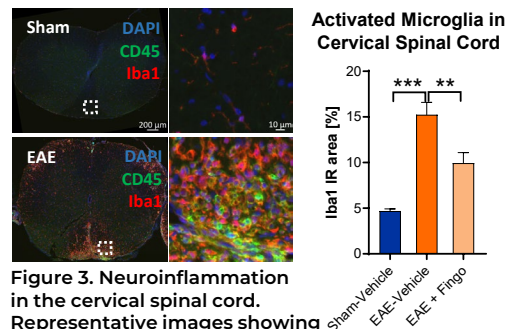 Sham
DAPI
CD45
Iba1
200 µm
10 µm
EAE
DAPI
CD45
Iba1
Figure 3. Neuroinflammation
in the cervical spinal cord.
Representative images showing
Activated Microglia in
Cervical Spinal Cord
Iba1 IR area [%]
20
15
10
5
0
***
**
Sham-Vehicle
EAE-Vehicle
EAE + Fingo